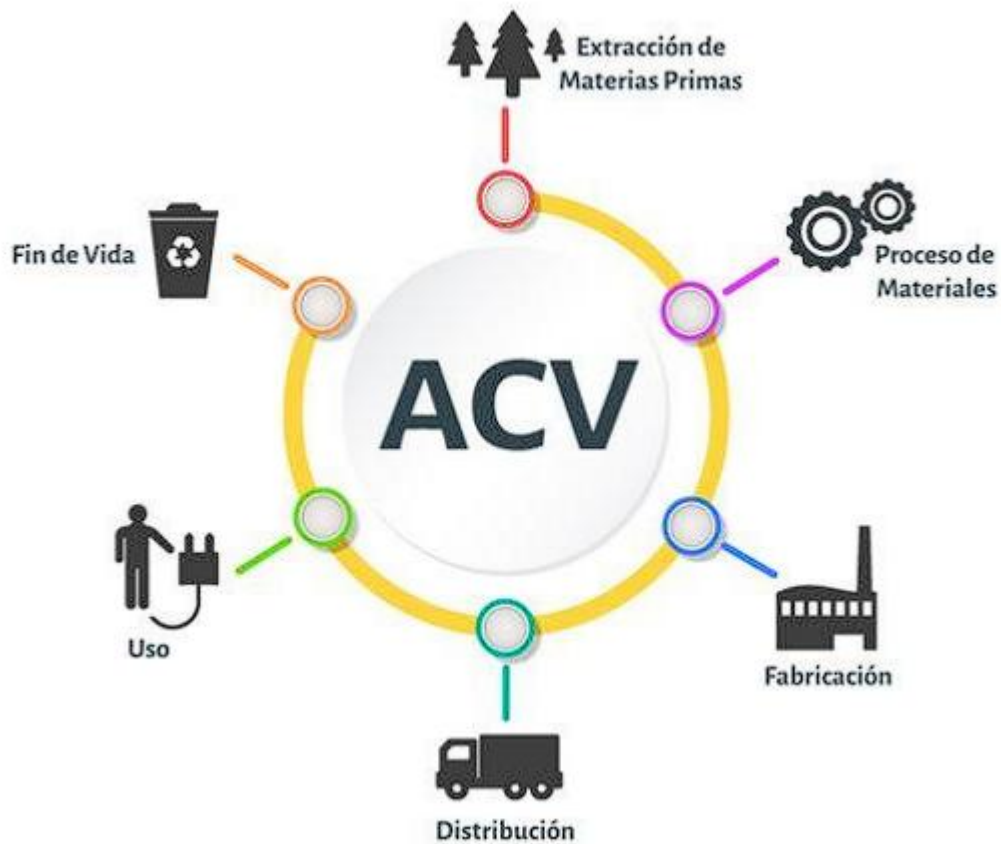 Extracción de
Materias Primas
Proceso de
Materiales
Fabricación
Distribución
Uso
Fin de Vida
ACV